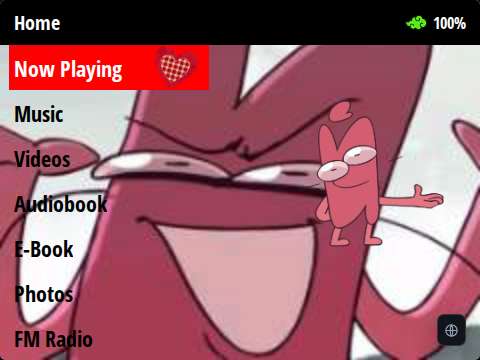 Home
100%
Now Playing
Music
Videos
Audiobook
E-Book
Photos
FM Radio